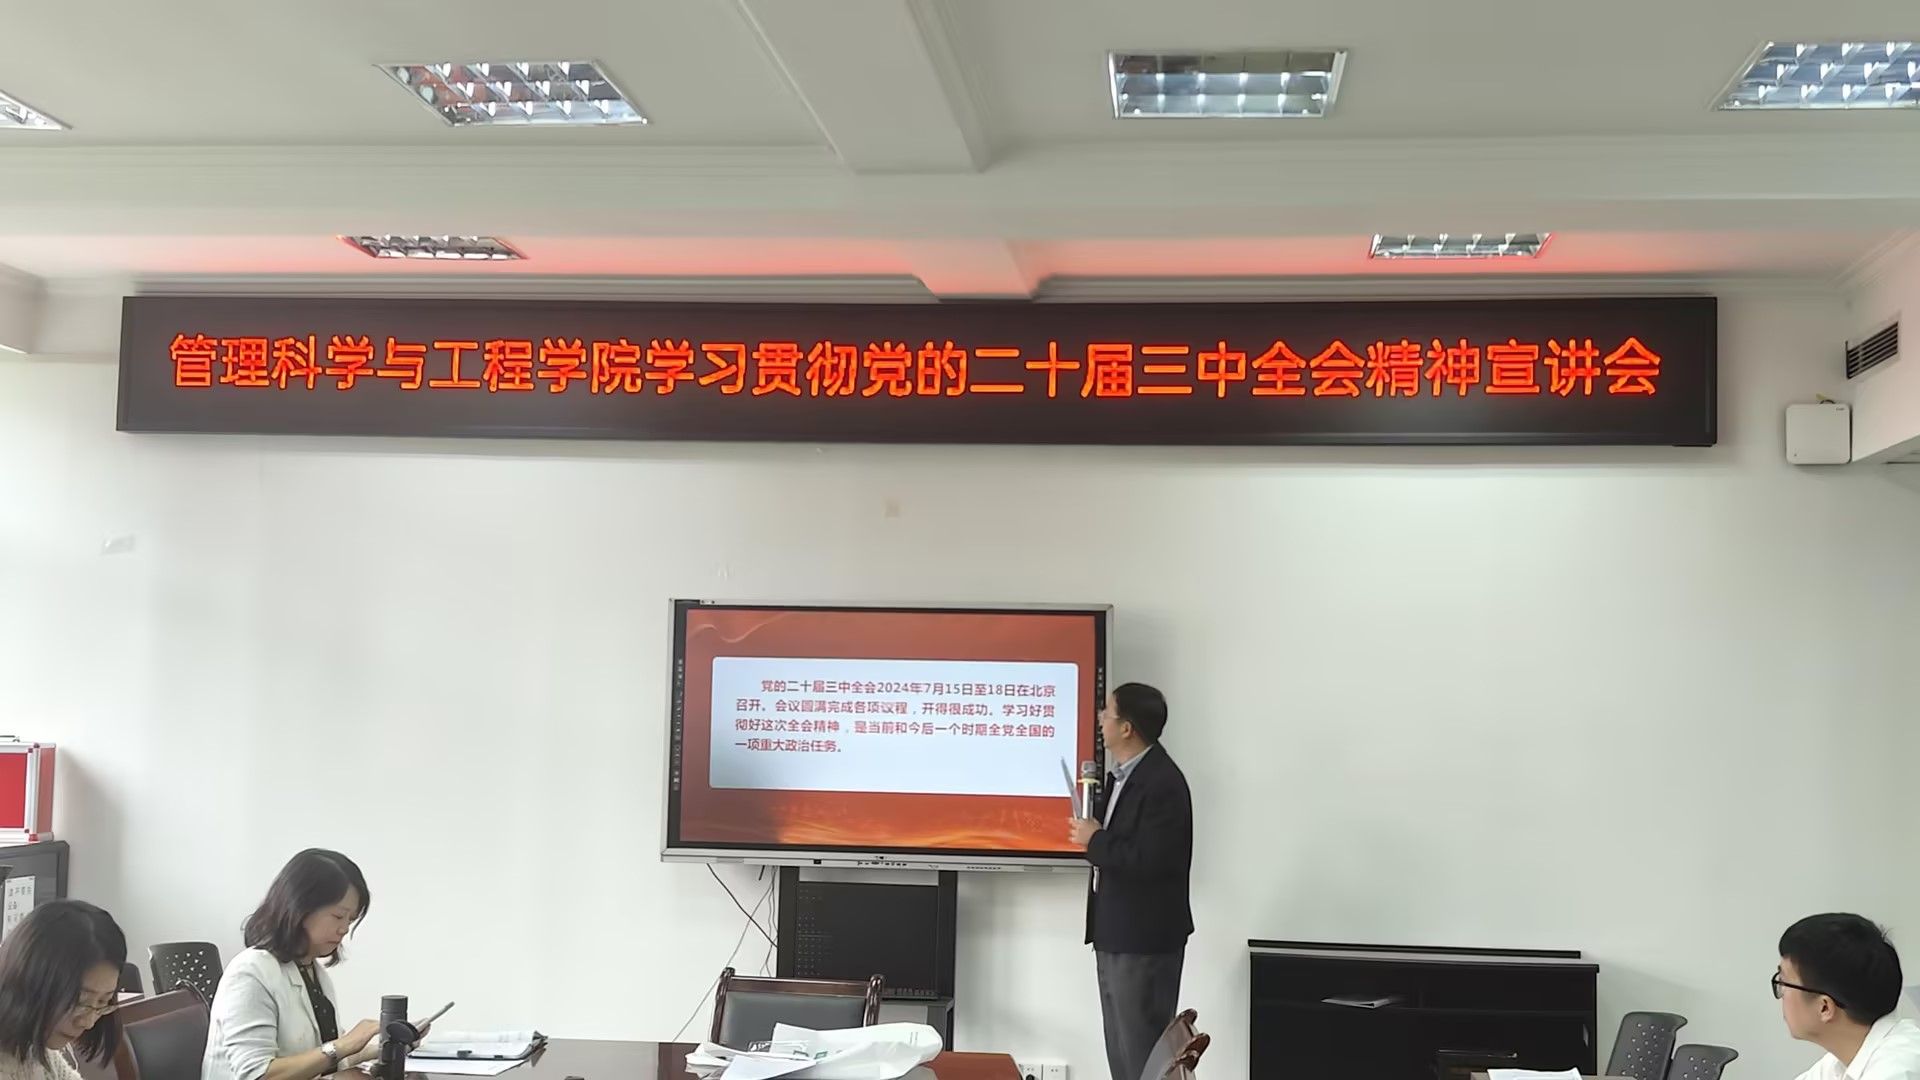 管理科学与工程学院学习贯彻党的二十届三中全会精神宣讲会
党的二十届三中全会2024年7月15日至18日在北京
召开。会议圆满完成各项议程，开得很成功。学习好贯
彻好这次全会精神，是当前和今后一个时期全党全国的
一项重大政治任务。